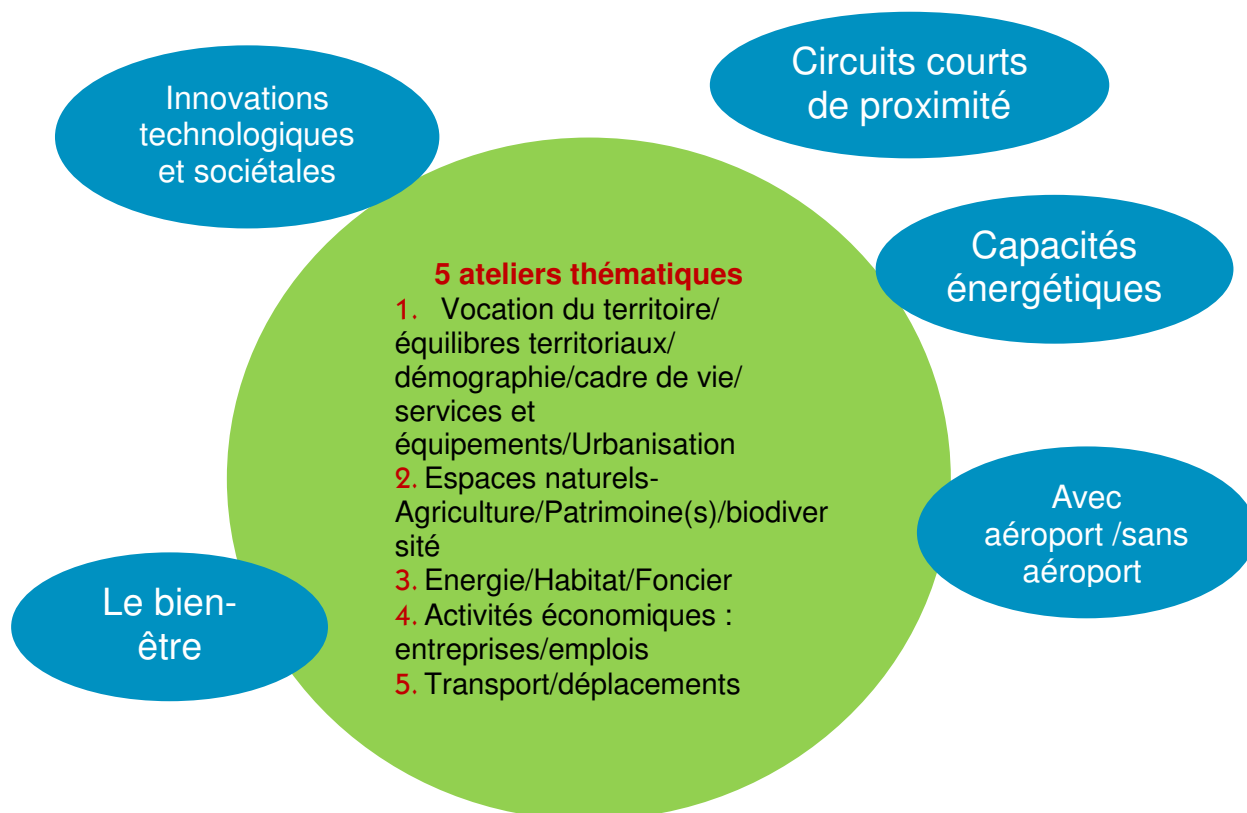 Innovations
technologiques
et sociétales
Circuits courts
de proximité
Capacités
énergétiques
5 ateliers thématiques
1. Vocation du territoire/
équilibres territoriaux/
démographie/cadre de vie/
services et
équipements/Urbanisation
2. Espaces naturels-
Agriculture/Patrimoine(s)/biodiver
sité
3. Energie/Habitat/Foncier
4. Activités économiques :
entreprises/emplois
5. Transport/déplacements
Avec
aéroport /sans
aéroport
Le bien-
être